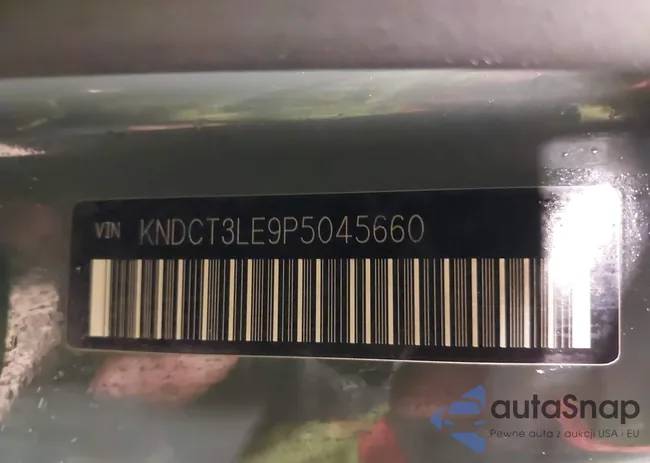 VIN KNDCT3LE9P5045660
autaSnap
Pewne auta z aukcji USA i EU